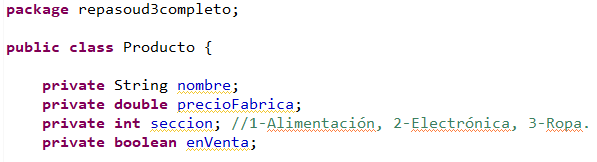 package repasoud3completo;
public class Producto {
private String nombre;
private double precioFabrica;
private int seccion; //1-Alimentación, 2-Electrónica, 3-Ropa.
private boolean enVenta;